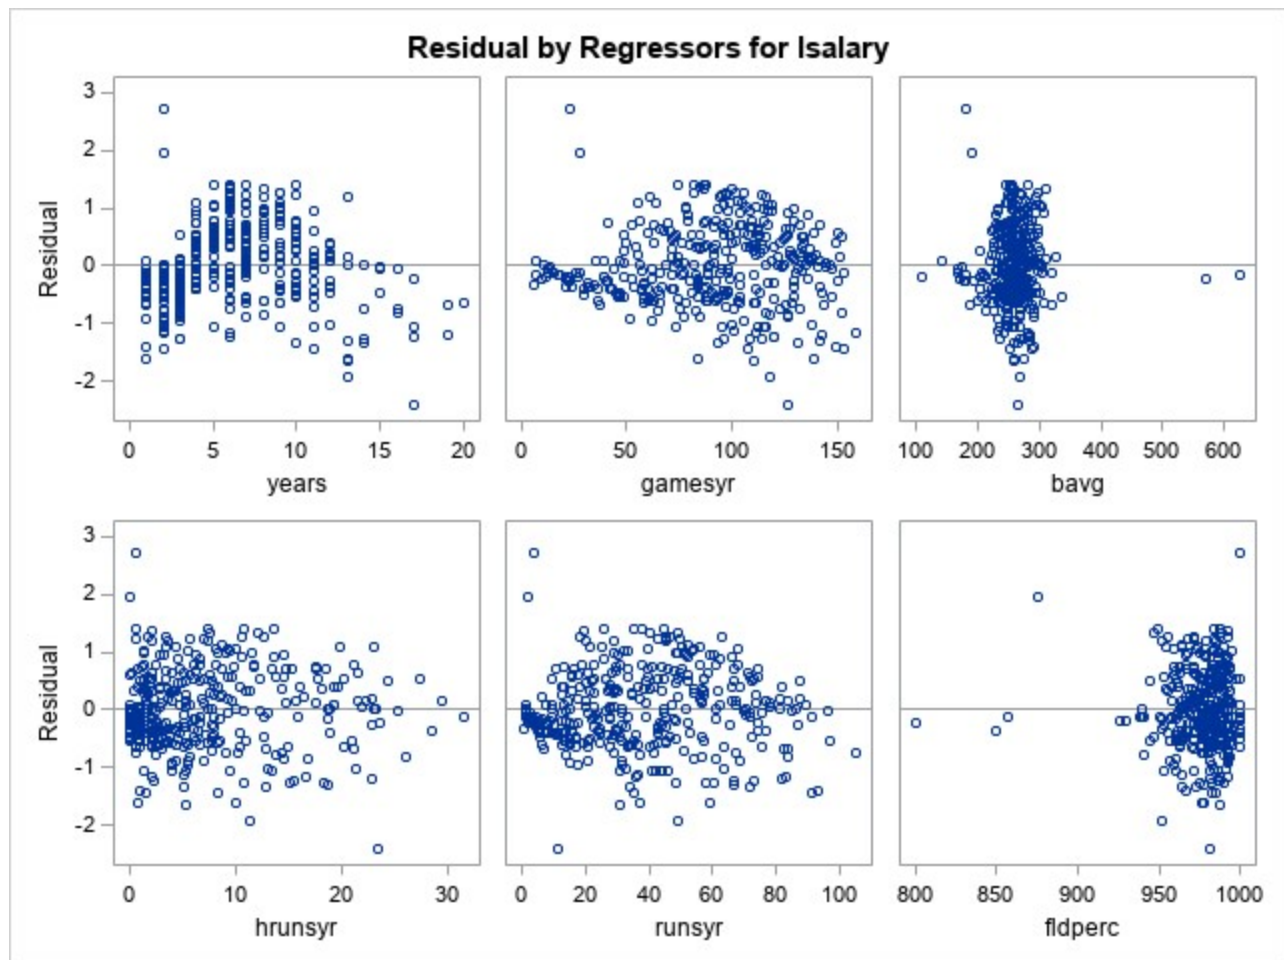 Residual by Regressors for lsalary
3
2
1
0
-1
-2
Residual
0 5 10 15 20
years
0 50 100 150
gamesyr
100 200 300 400 500 600
bavg
3
2
1
0
-1
-2
Residual
0 10 20 30
hrunsyr
0 20 40 60 80 100
runsyr
800 850 900 950 1000
fldperc